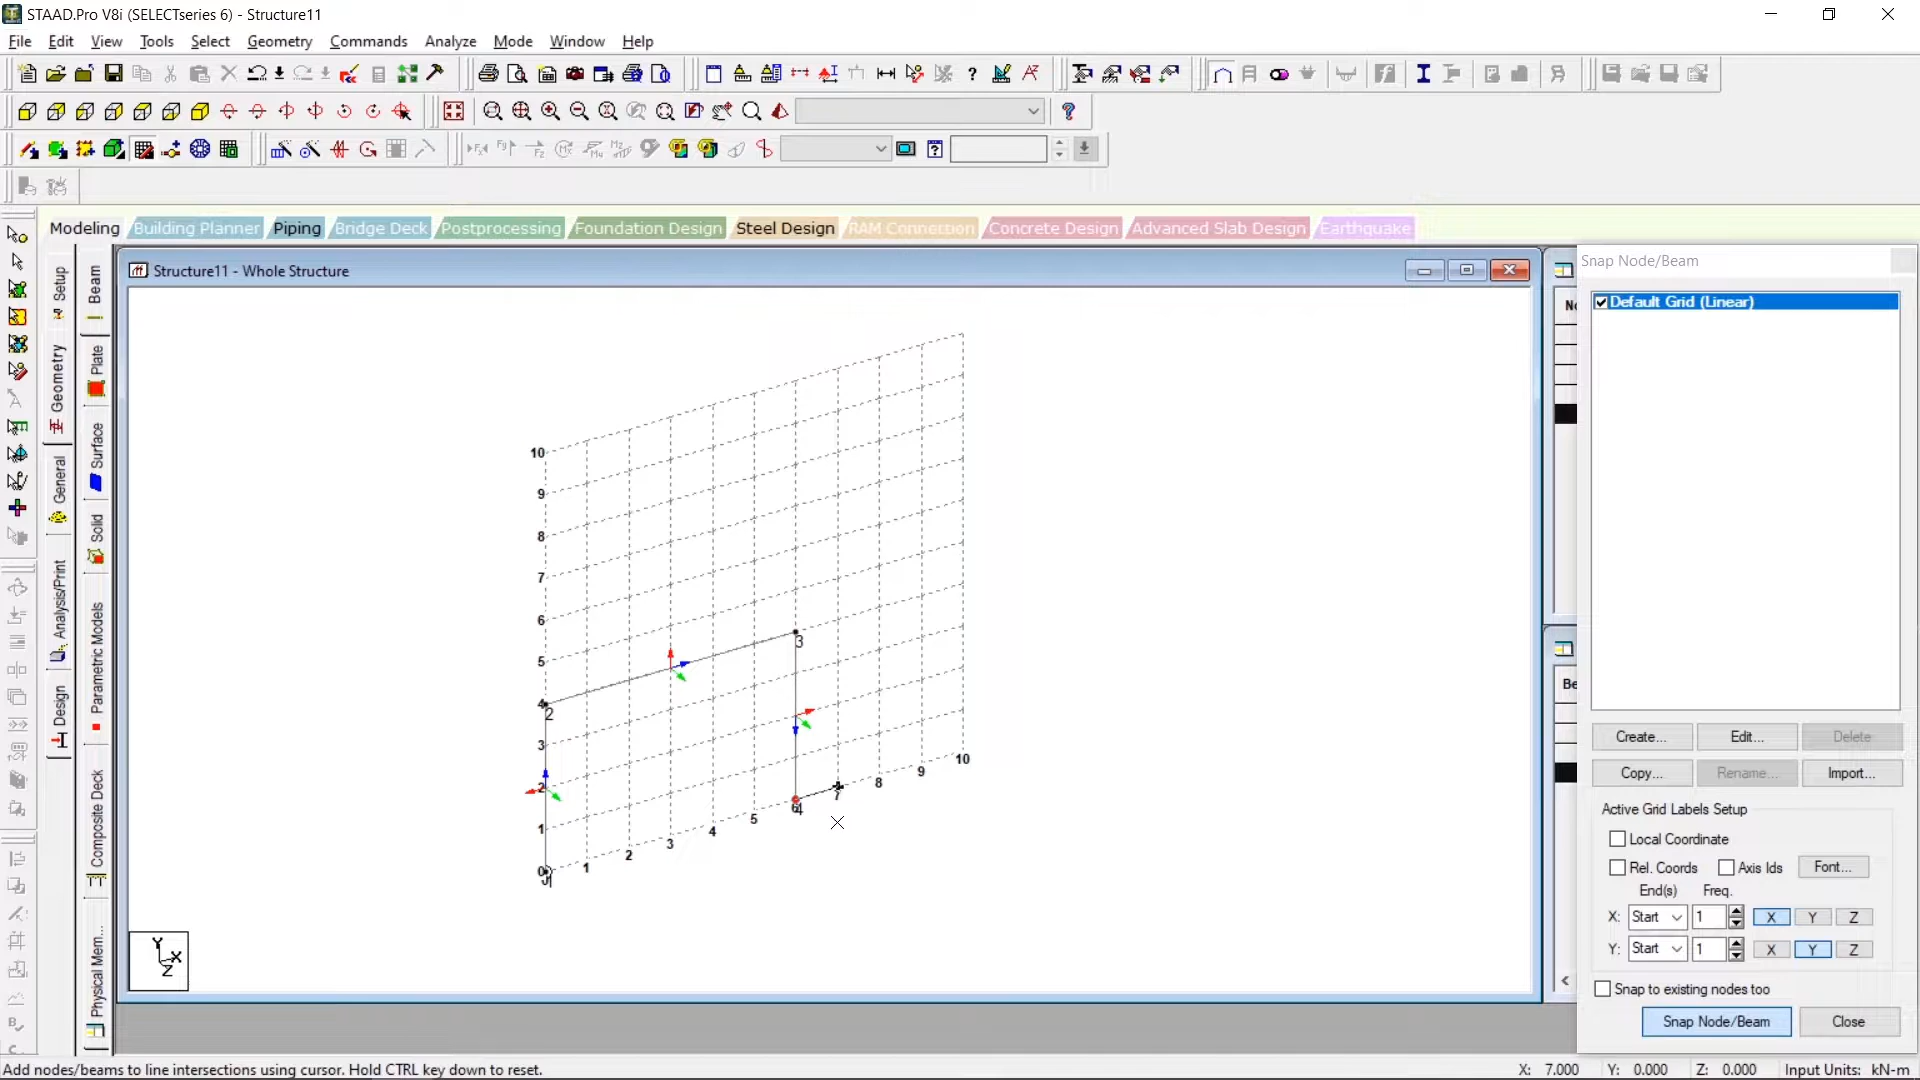 STAAD.Pro V8i (SELECTseries 6) - Structure11
File Edit View Tools Select Geometry Commands Analyze Mode Window Help
Modeling Building Planner Piping Bridge Deck Postprocessing Foundation Design Steel Design RAM Connection Concrete Design Advanced Slab Design Earthquake
Setup
Geometry
General
Analysis/Print
Design
Beam
Plate
Surface
Solid
Parametric Models
Composite Deck
Physical Mem...
Structure11 - Whole Structure
10
9
8
7
6
5
4
3
2
1
0
1
2
3
4
5
6
7
8
9
10
2
3
4
1
Y
X
Z
Be
Snap Node/Beam
Default Grid (Linear)
Create... Edit... Delete
Copy... Rename... Import...
Active Grid Labels Setup
Local Coordinate
Rel. Coords Axis Ids Font...
End(s) Freq.
X: Start 1 X Y Z
Y: Start 1 X Y Z
Snap to existing nodes too
Snap Node/Beam Close
Add nodes/beams to line intersections using cursor. Hold CTRL key down to reset.
X: 7.000 Y: 0.000 Z: 0.000 Input Units: kN-m